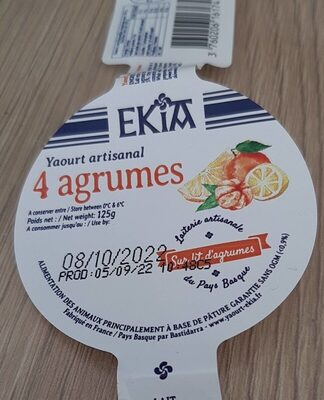 EKIA
Yaourt artisanal
4 agrumes
A conserver entre / Store between 0°C & 6°C
Poids net : / Net weight: 125g
A consommer jusqu'au : / Use by:
08/10/2022
PROD:05/09/22
Laiterie artisanale
Sur lit d'agrumes
du Pays Basque
ALIMENTATION DES ANIMAUX PRINCIPALEMENT À BASE DE PÂTURE GARANTIE SANS OGM (<0,9%)
Fabriqué en France / Pays Basque par Bastidarra - www.yaourt-ekia.fr
LAIT